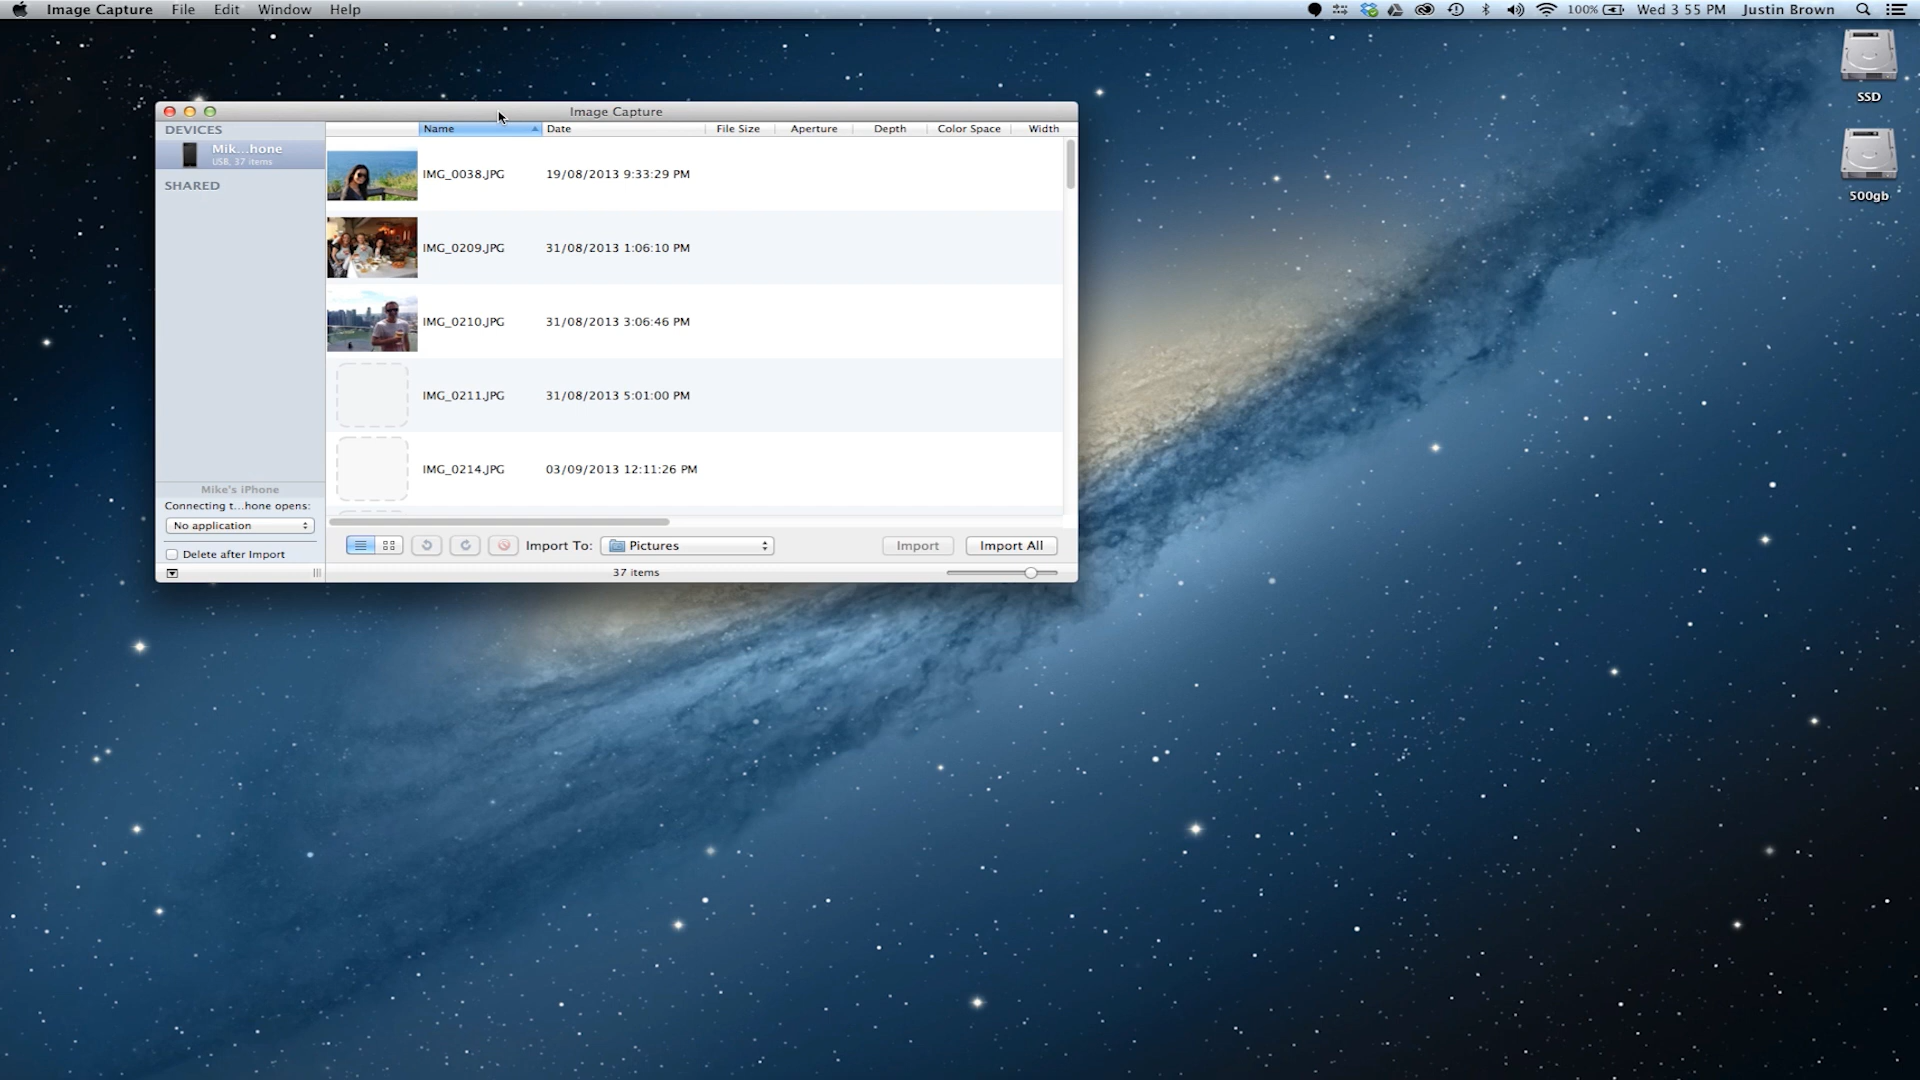 Image Capture File Edit Window Help
100% Wed 3 55 PM Justin Brown
SSD
500gb
Image Capture
DEVICES
Mik...hone
USB, 37 items
SHARED
Name Date File Size Aperture Depth Color Space Width
IMG_0038.JPG 19/08/2013 9:33:29 PM
IMG_0209.JPG 31/08/2013 1:06:10 PM
IMG_0210.JPG 31/08/2013 3:06:46 PM
IMG_0211.JPG 31/08/2013 5:01:00 PM
IMG_0214.JPG 03/09/2013 12:11:26 PM
Mike's iPhone
Connecting t...hone opens:
No application
Delete after Import
Import To: Pictures Import Import All
37 items